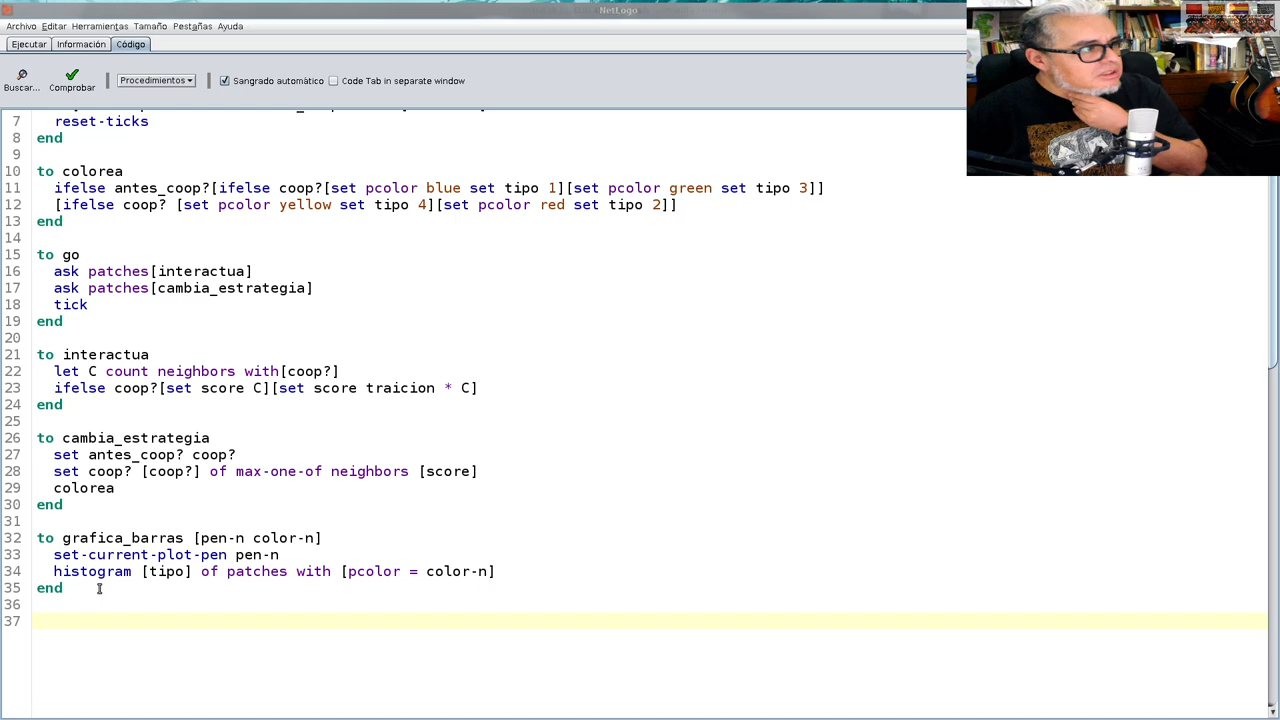 NetLogo
Archivo Editar Herramientas Tamaño Pestañas Ayuda
Ejecutar Información Código
Buscar... Comprobar Procedimientos Sangrado automático Code Tab in separate window
7 reset-ticks
8 end
9
10 to colorea
11 ifelse antes_coop?[ifelse coop?[set pcolor blue set tipo 1][set pcolor green set tipo 3]]
12 [ifelse coop? [set pcolor yellow set tipo 4][set pcolor red set tipo 2]]
13 end
14
15 to go
16 ask patches[interactua]
17 ask patches[cambia_estrategia]
18 tick
19 end
20
21 to interactua
22 let C count neighbors with[coop?]
23 ifelse coop?[set score C][set score traicion * C]
24 end
25
26 to cambia_estrategia
27 set antes_coop? coop?
28 set coop? [coop?] of max-one-of neighbors [score]
29 colorea
30 end
31
32 to grafica_barras [pen-n color-n]
33 set-current-plot-pen pen-n
34 histogram [tipo] of patches with [pcolor = color-n]
35 end
36
37